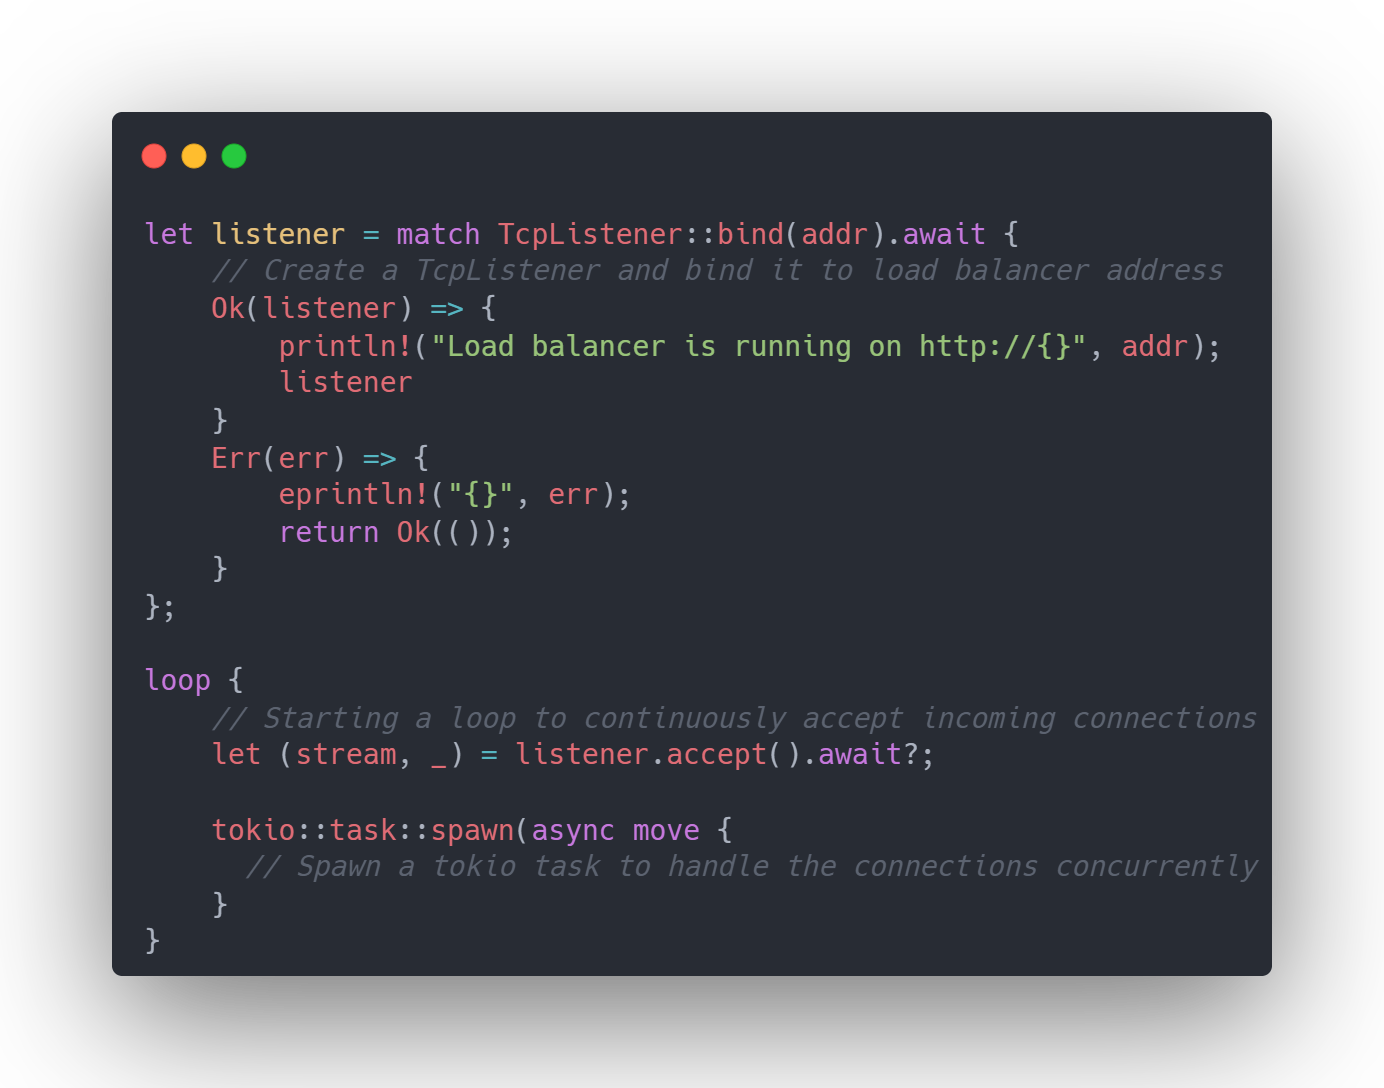 let listener = match TcpListener::bind(addr).await {
    // Create a TcpListener and bind it to load balancer address
    Ok(listener) => {
        println!("Load balancer is running on http://{}", addr);
        listener
    }
    Err(err) => {
        eprintln!("{}", err);
        return Ok(());
    }
};

loop {
    // Starting a loop to continuously accept incoming connections
    let (stream, _) = listener.accept().await?;

    tokio::task::spawn(async move {
      // Spawn a tokio task to handle the connections concurrently
    }
}